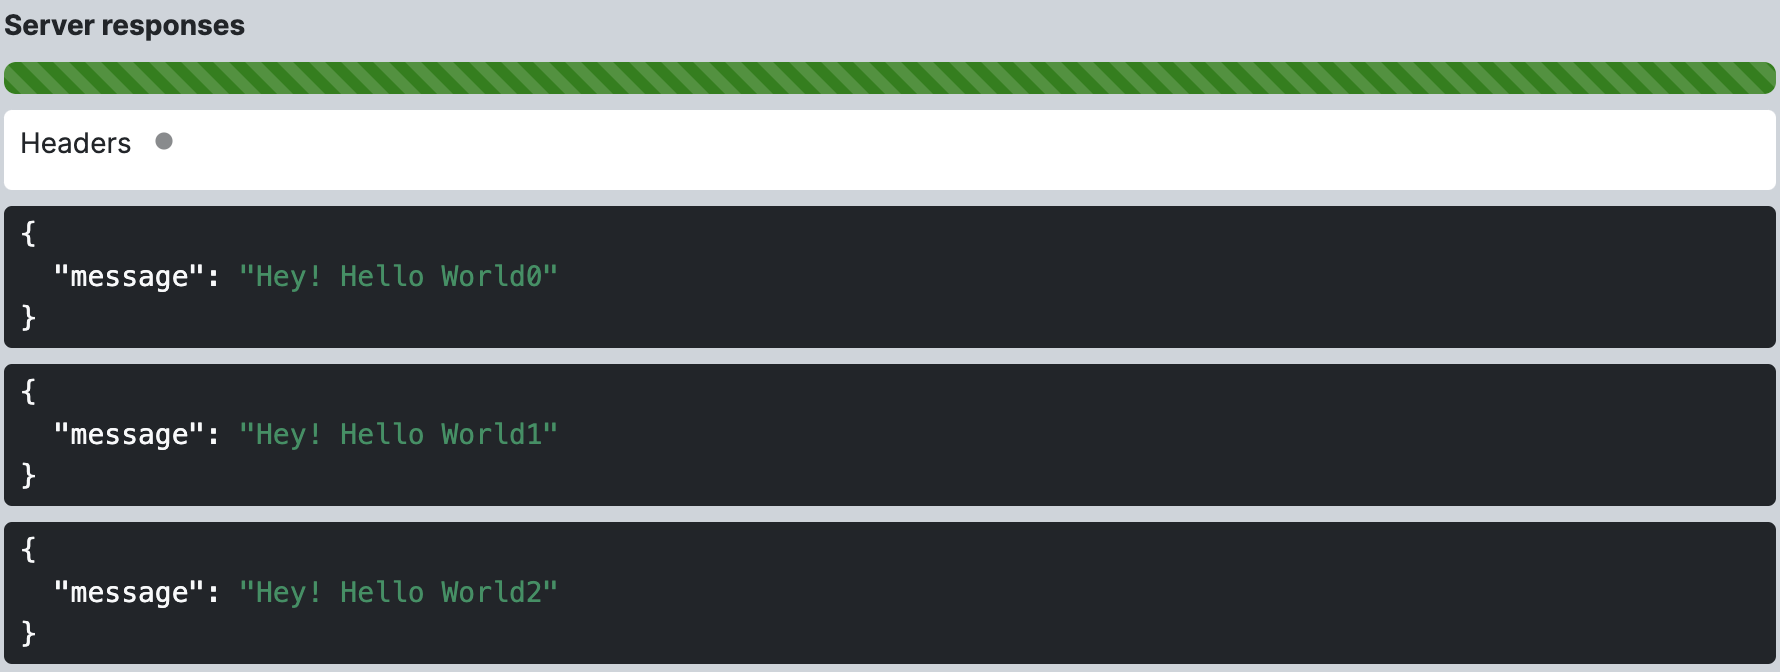 Server responses
Headers
{
"message": "Hey! Hello World0"
}
{
"message": "Hey! Hello World1"
}
{
"message": "Hey! Hello World2"
}